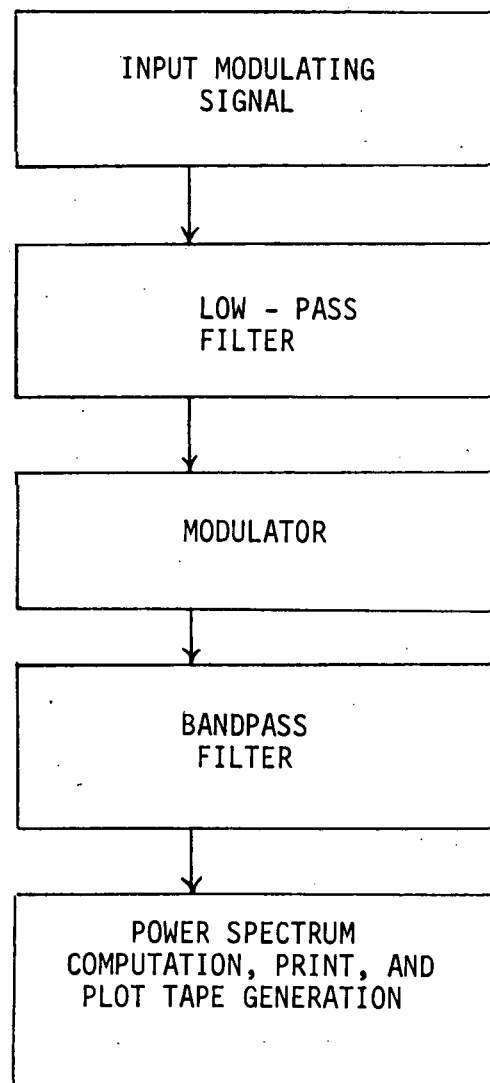 INPUT MODULATING
SIGNAL
LOW - PASS
FILTER
MODULATOR
BANDPASS
FILTER
POWER SPECTRUM
COMPUTATION, PRINT, AND
PLOT TAPE GENERATION